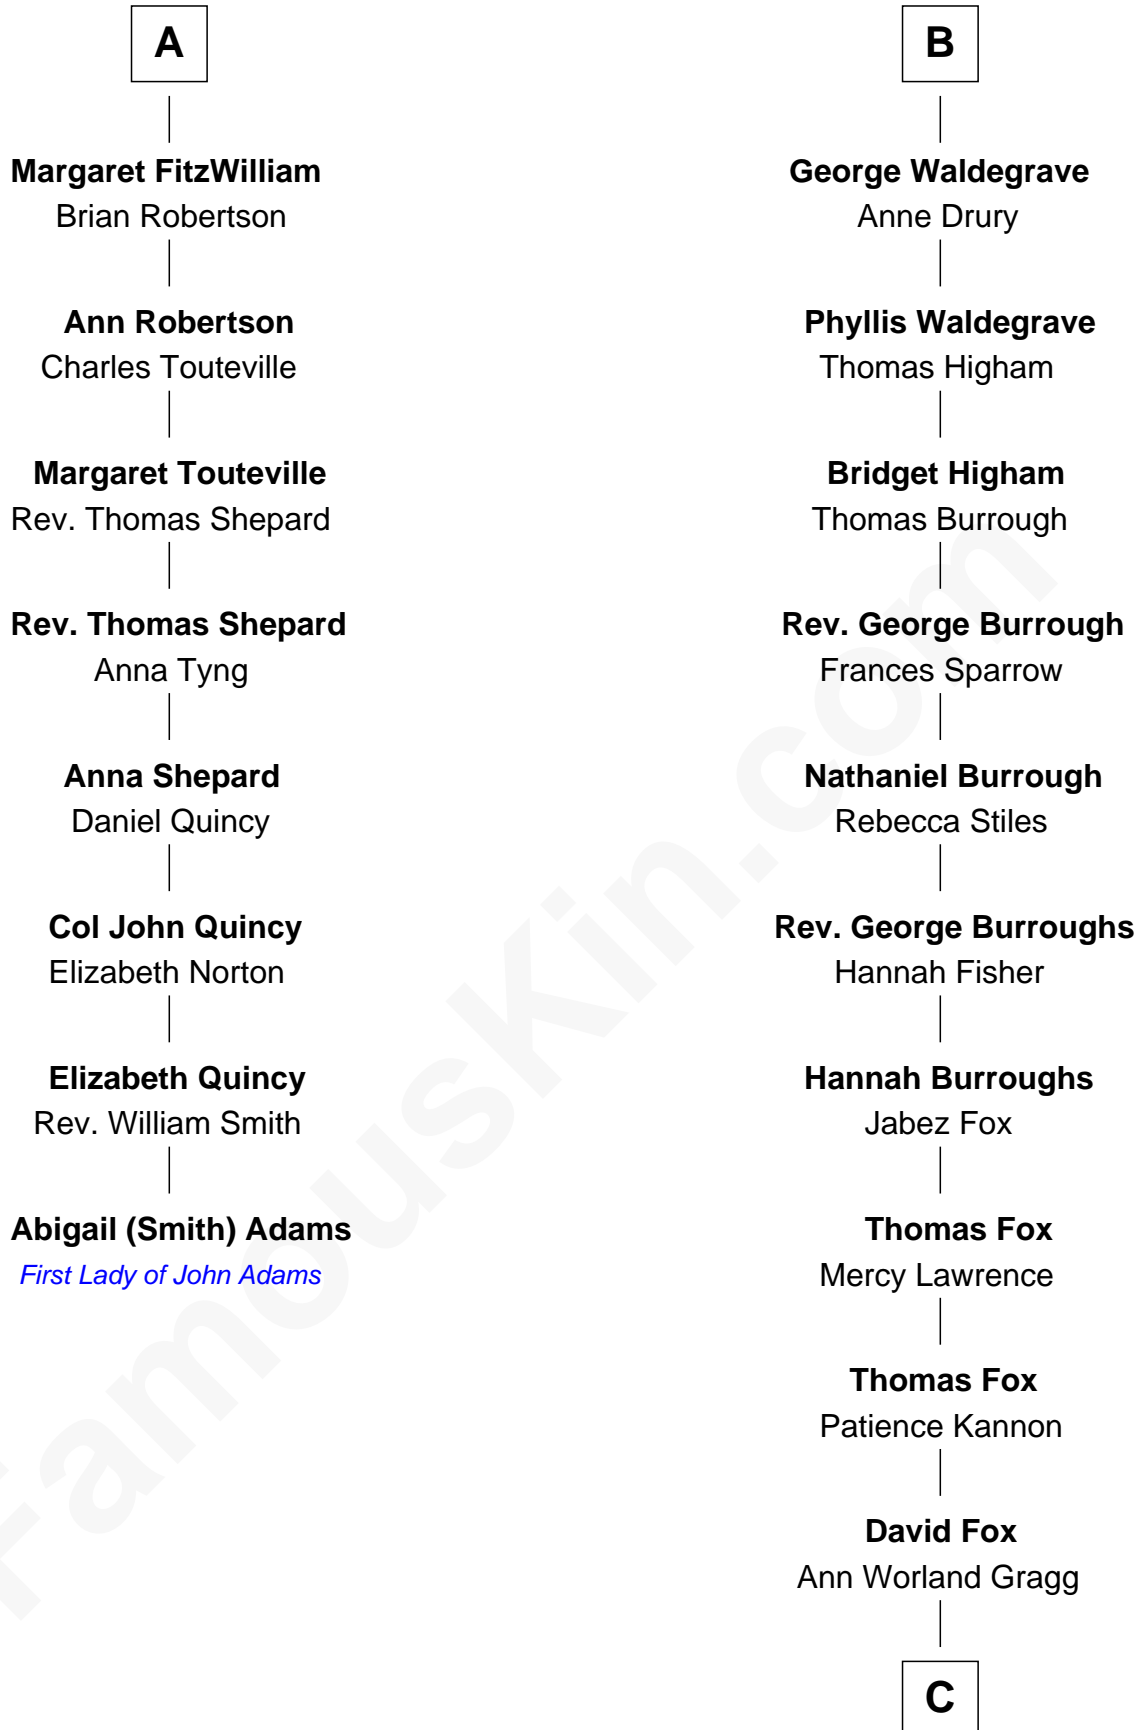 A
Margaret FitzWilliam
Brian Robertson
Ann Robertson
Charles Touteville
Margaret Touteville
Rev. Thomas Shepard
Rev. Thomas Shepard
Anna Tyng
Anna Shepard
Daniel Quincy
Col John Quincy
Elizabeth Norton
Elizabeth Quincy
Rev. William Smith
Abigail (Smith) Adams
First Lady of John Adams
B
George Waldegrave
Anne Drury
Phyllis Waldegrave
Thomas Higham
Bridget Higham
Thomas Burrough
Rev. George Burrough
Frances Sparrow
Nathaniel Burrough
Rebecca Stiles
Rev. George Burroughs
Hannah Fisher
Hannah Burroughs
Jabez Fox
Thomas Fox
Mercy Lawrence
Thomas Fox
Patience Kannon
David Fox
Ann Worland Gragg
C
FamousKin.com